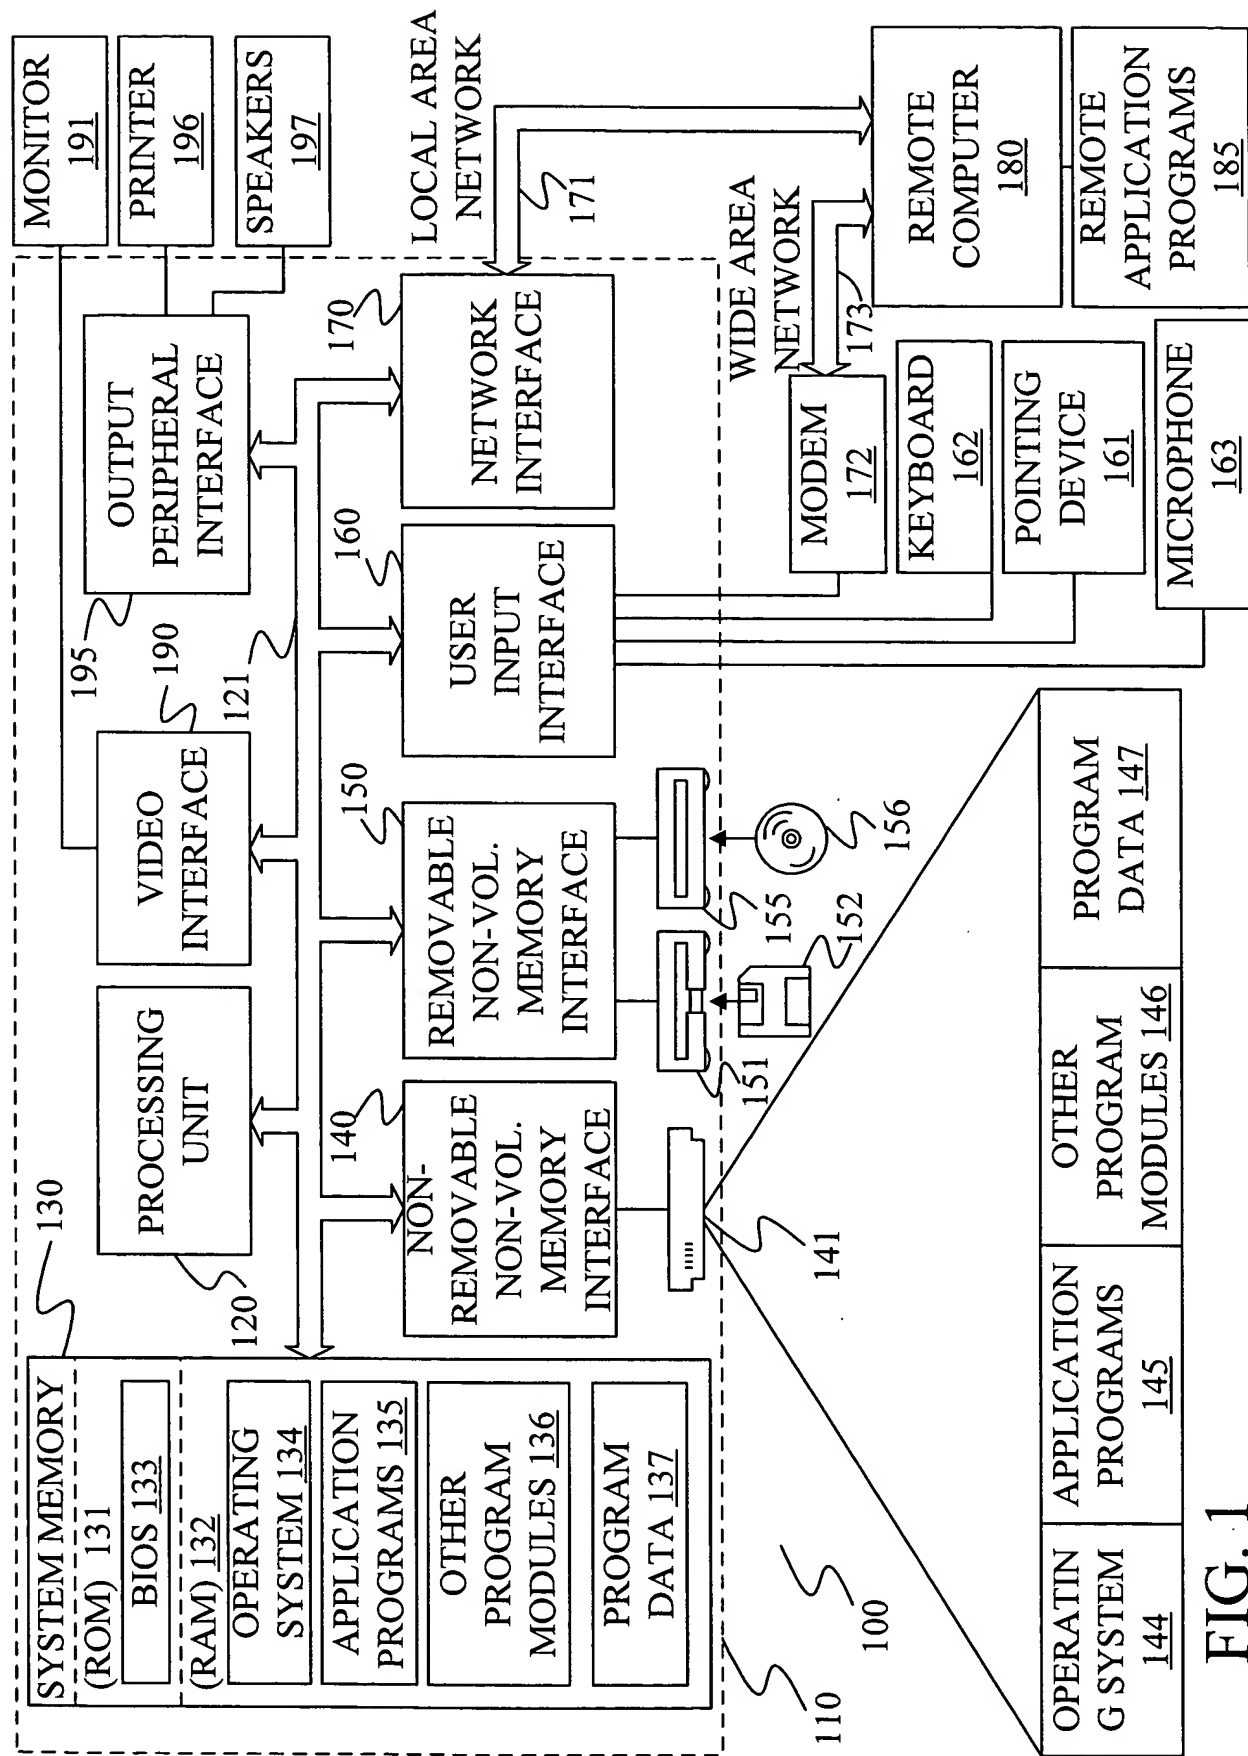 SYSTEM MEMORY
130
(ROM) 131
BIOS 133
(RAM) 132
OPERATING
SYSTEM 134
APPLICATION
PROGRAMS 135
OTHER
PROGRAM
MODULES 136
PROGRAM
DATA 137
PROCESSING
UNIT
120
VIDEO
INTERFACE
190
121
OUTPUT
PERIPHERAL
INTERFACE
195
MONITOR
191
PRINTER
196
SPEAKERS
197
140
NON-
REMOVABLE
NON-VOL.
MEMORY
INTERFACE
150
REMOVABLE
NON-VOL.
MEMORY
INTERFACE
160
USER
INPUT
INTERFACE
170
NETWORK
INTERFACE
LOCAL AREA
NETWORK
171
141
151
152
155
156
WIDE AREA
NETWORK
173
MODEM
172
KEYBOARD
162
POINTING
DEVICE
161
MICROPHONE
163
REMOTE
COMPUTER
180
REMOTE
APPLICATION
PROGRAMS
185
110
100
OPERATIN
G SYSTEM
144
APPLICATION
PROGRAMS
145
OTHER
PROGRAM
MODULES 146
PROGRAM
DATA 147
FIG. 1